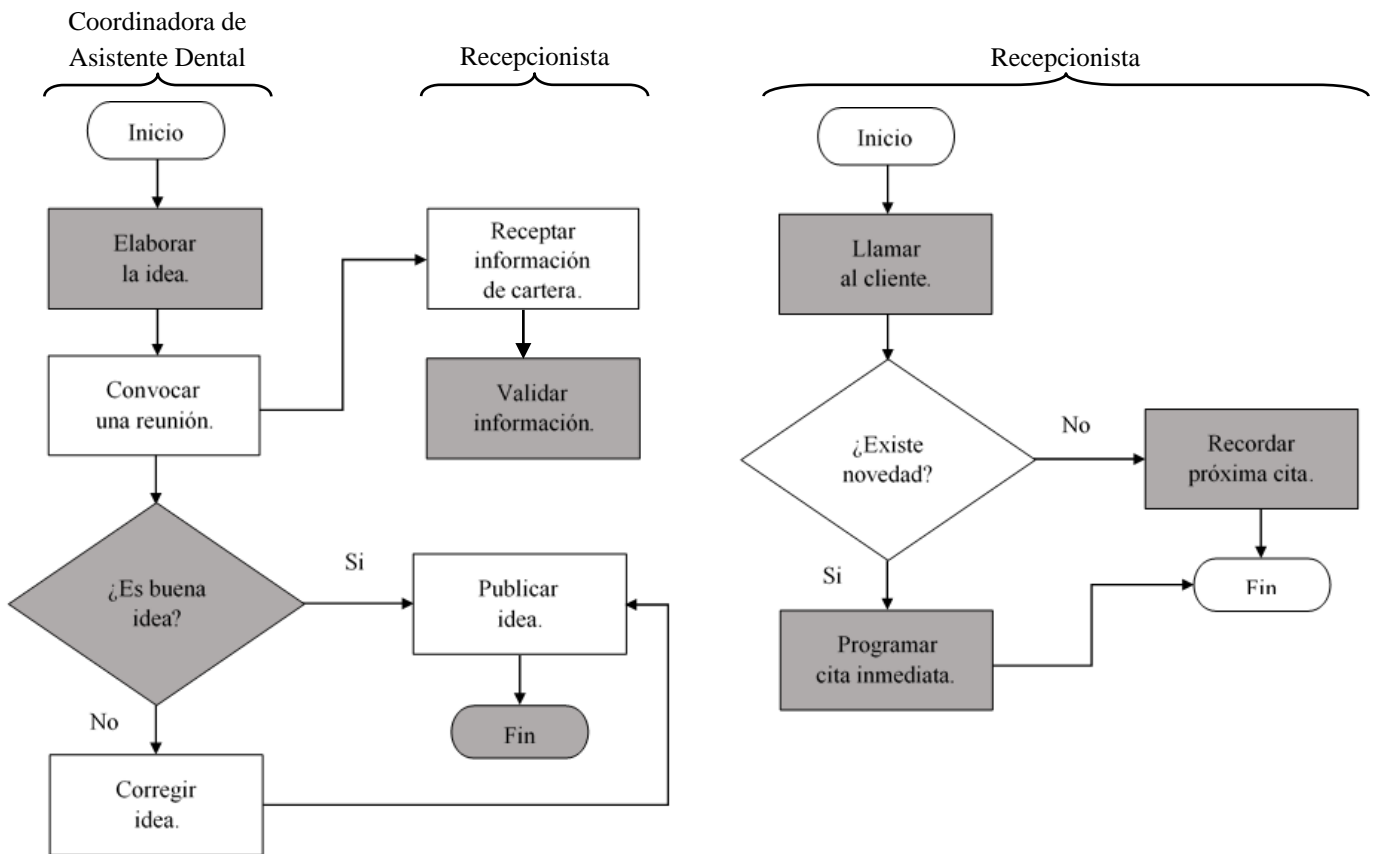 Coordinadora de
Asistente Dental
Recepcionista
Inicio
Elaborar
la idea.
Receptar
información
de cartera.
Convocar
una reunión.
Validar
información.
¿Es buena
idea?
Si
Publicar
idea.
No
Fin
Corregir
idea.
Recepcionista
Inicio
Llamar
al cliente.
¿Existe
novedad?
No
Recordar
próxima cita.
Si
Fin
Programar
cita inmediata.